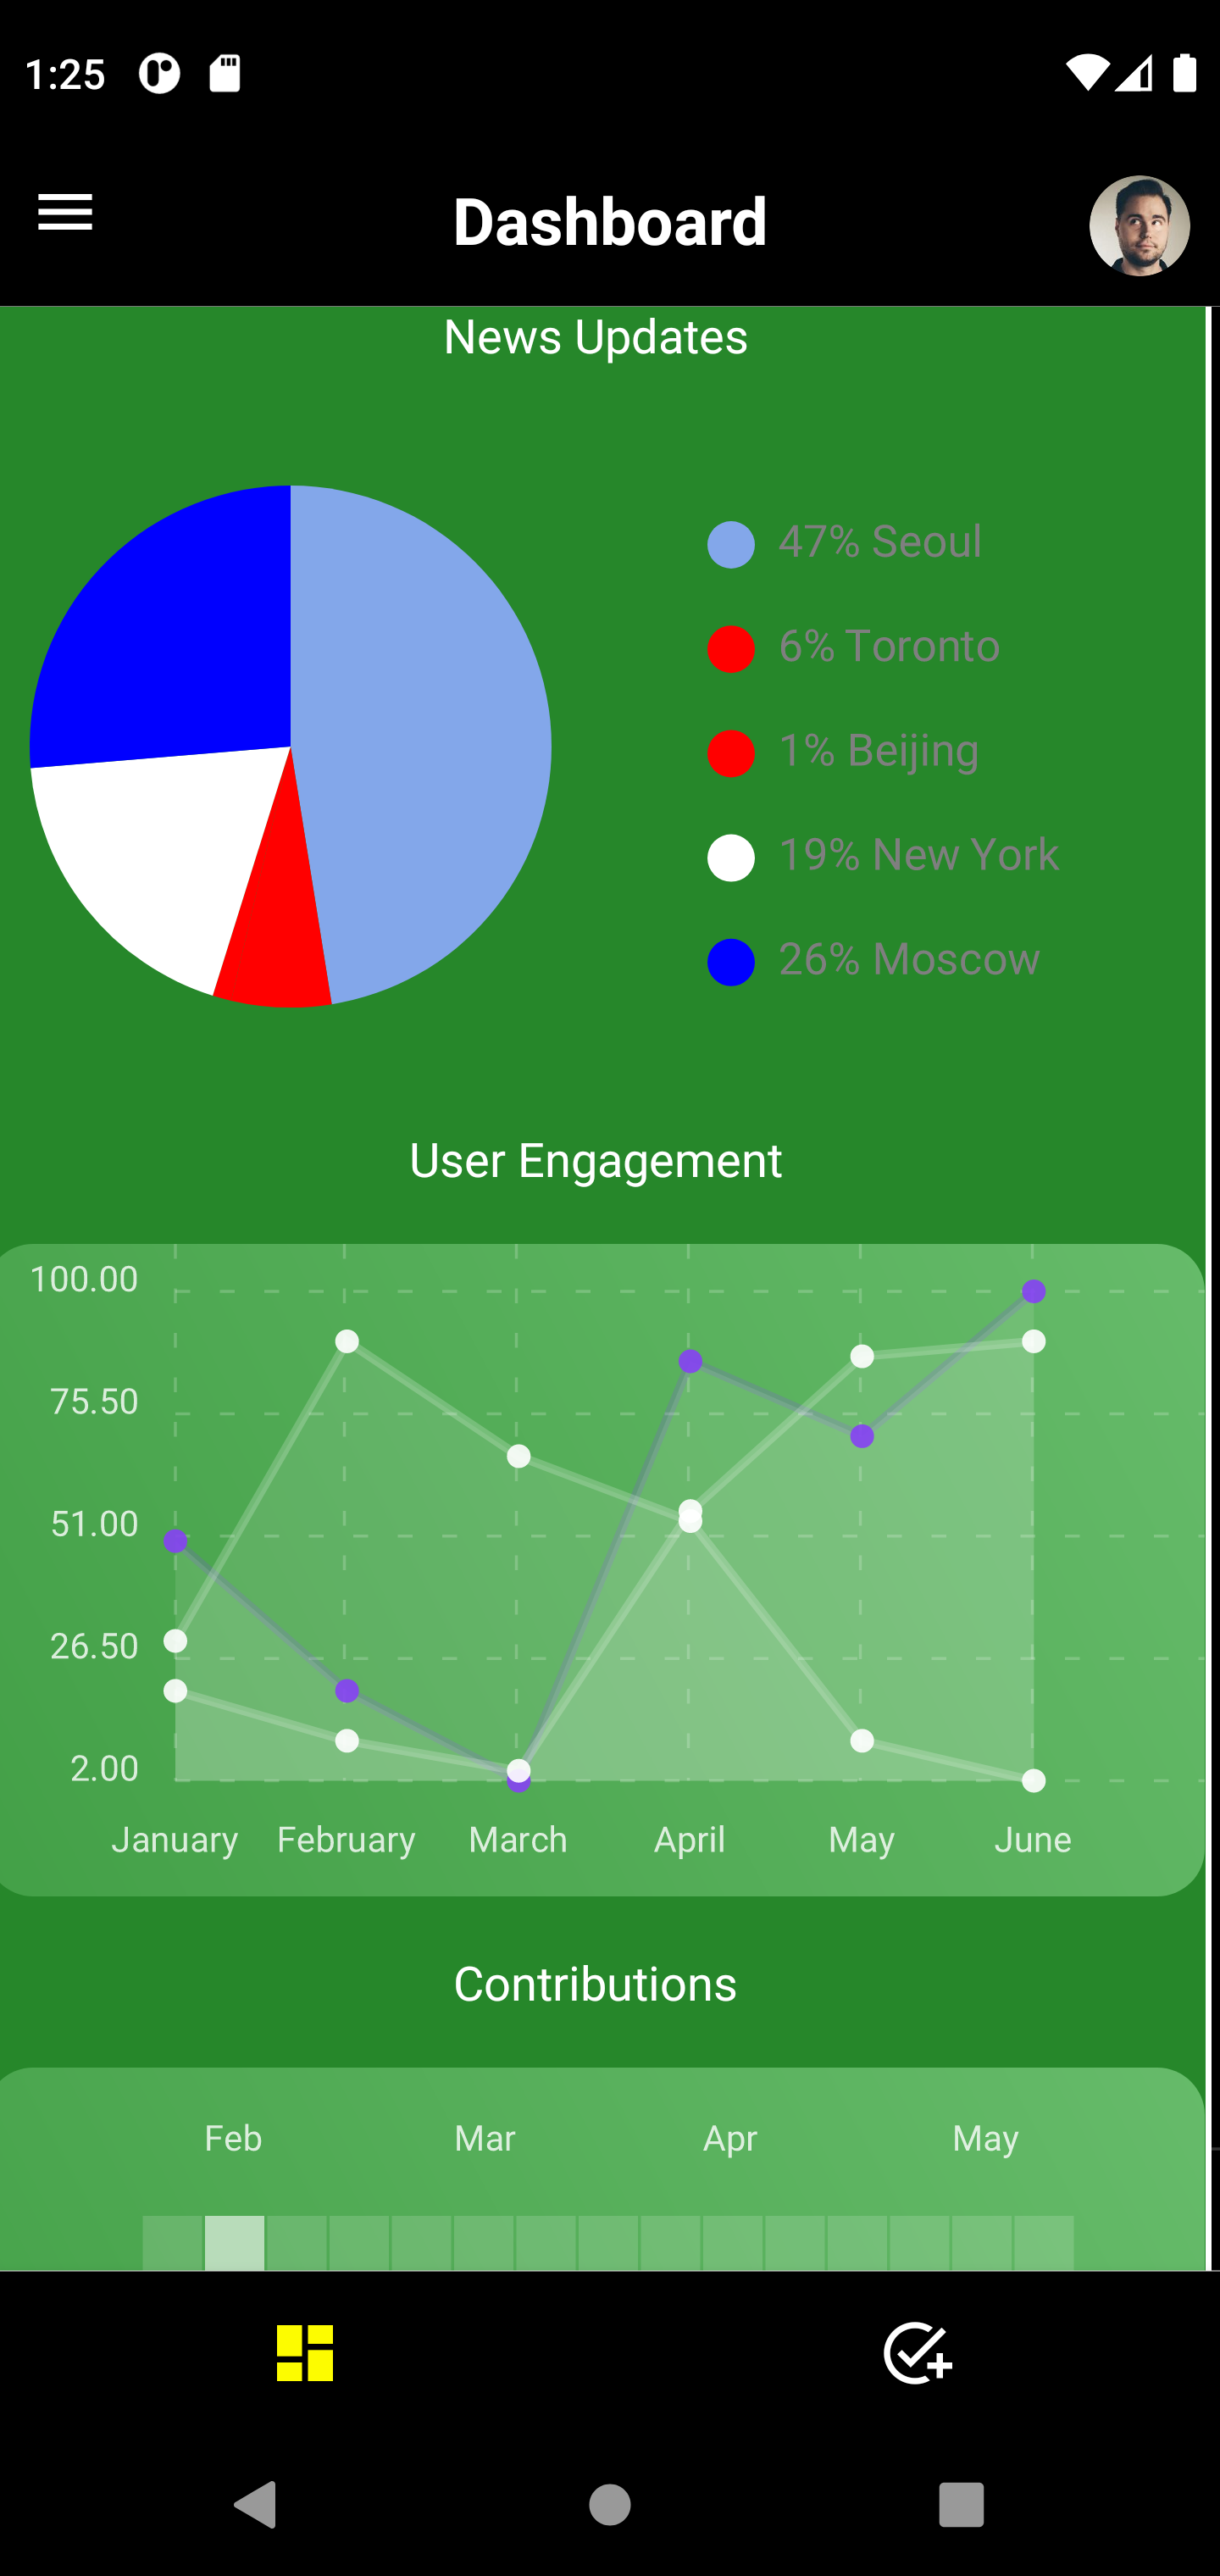 1:25
Dashboard
News Updates
47% Seoul
6% Toronto
1% Beijing
19% New York
26% Moscow
User Engagement
100.00
75.50
51.00
26.50
2.00
January February March April May June
Contributions
Feb Mar Apr May